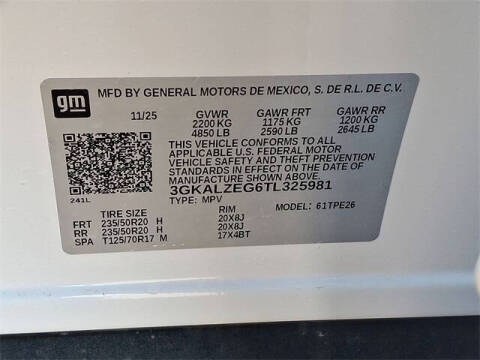 gm
MFD BY GENERAL MOTORS DE MEXICO, S. DE R.L. DE C.V.
11/25 GVWR GAWR FRT GAWR RR
2200 KG 1175 KG 1200 KG
4850 LB 2590 LB 2645 LB
THIS VEHICLE CONFORMS TO ALL
APPLICABLE U.S. FEDERAL MOTOR
VEHICLE SAFETY AND THEFT PREVENTION
STANDARDS IN EFFECT ON THE DATE OF
MANUFACTURE SHOWN ABOVE.
3GKALZEG6TL325981
241L TYPE: MPV MODEL: 61TPE26
TIRE SIZE RIM
FRT 235/50R20 H 20X8J
RR 235/50R20 H 20X8J
SPA T125/70R17 M 17X4BT